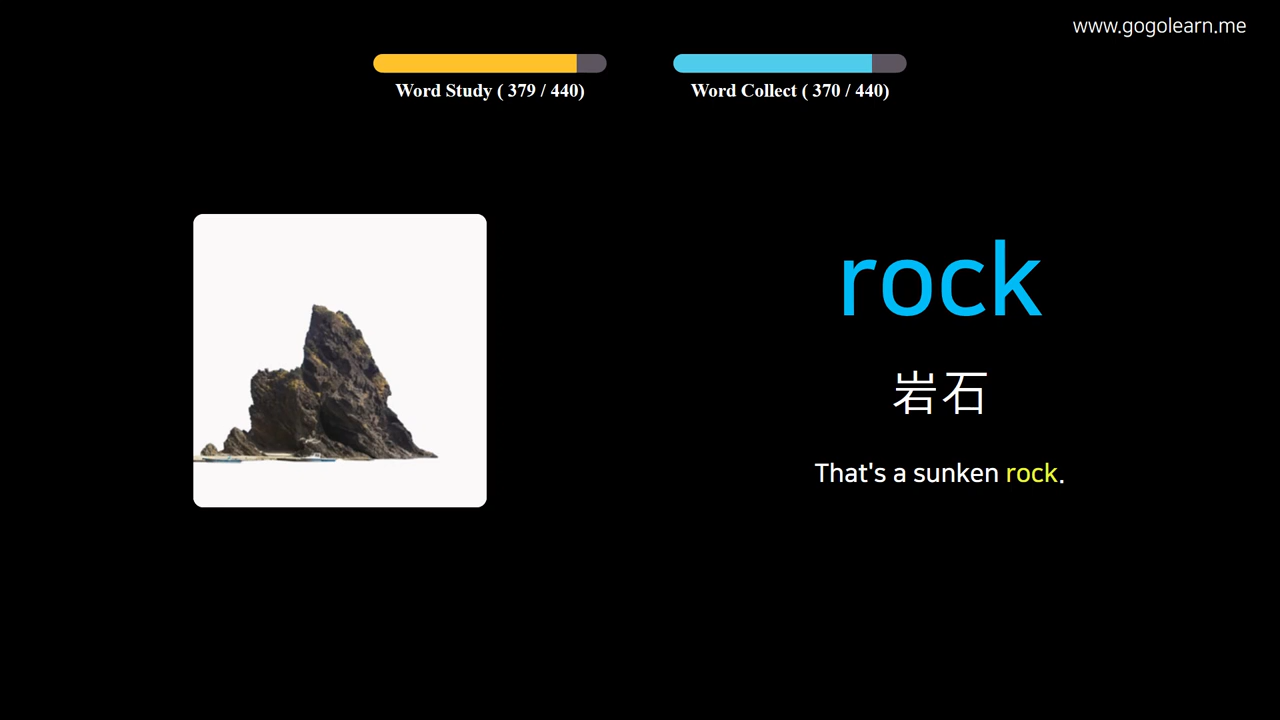 www.gogolearn.me
Word Study ( 379 / 440)
Word Collect ( 370 / 440)
rock
岩石
That's a sunken rock.